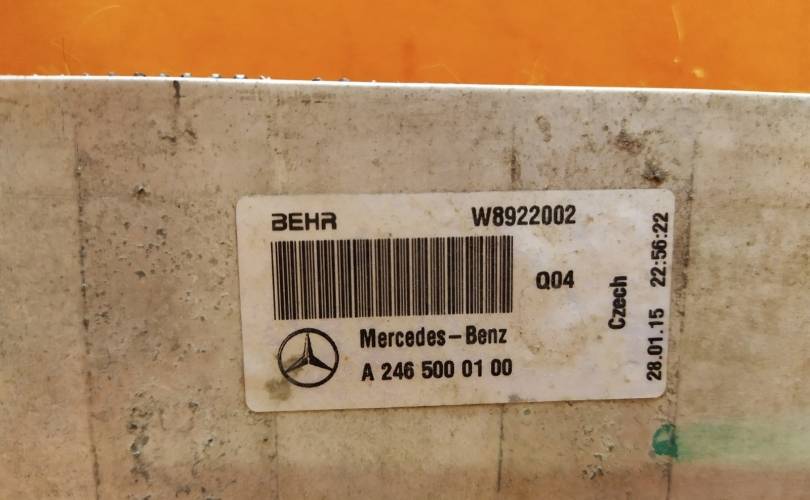 BEHR W8922002
Q04
Mercedes-Benz
A 246 500 01 00
Czech
28.01.15 22:56:22